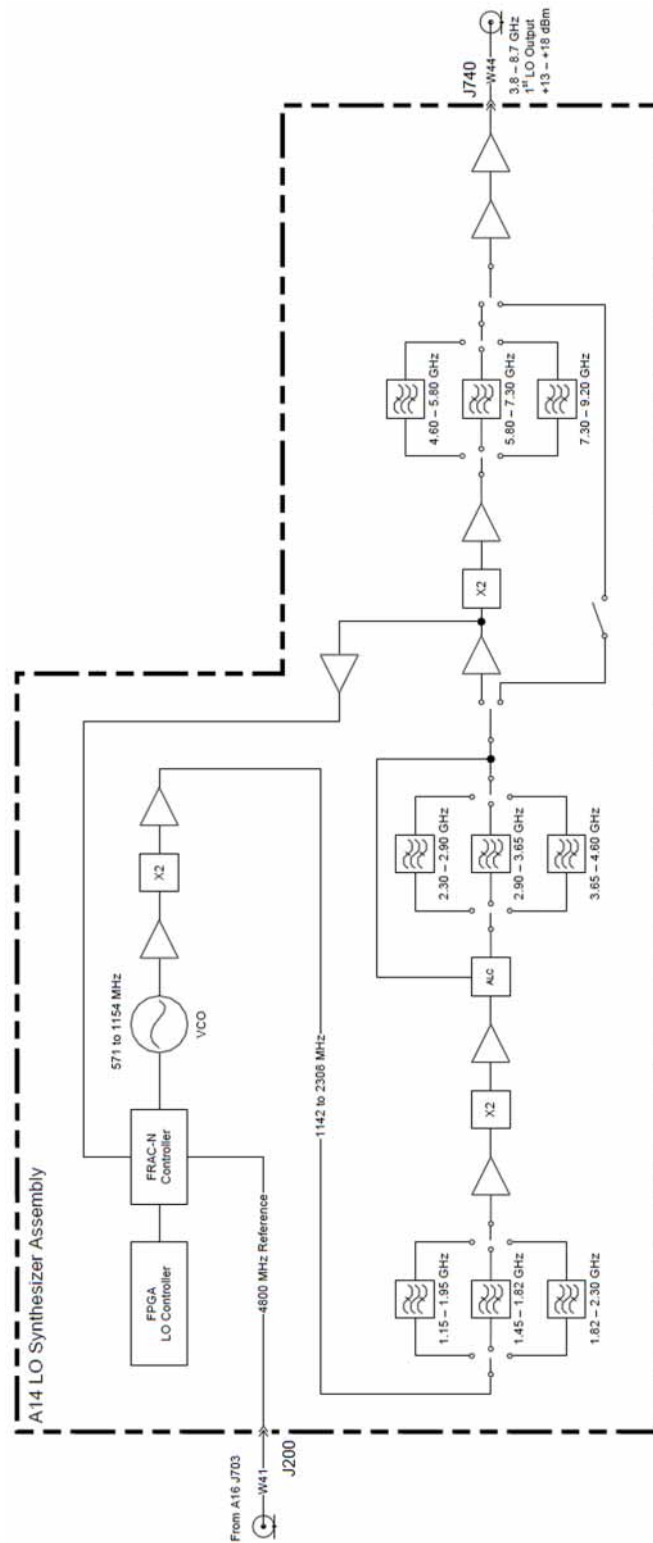 A14 LO Synthesizer Assembly
From A16 J703
W41
J200
FPGA
LO Controller
FRAC-N
Controller
4800 MHz Reference
571 to 1154 MHz
VCO
X2
1142 to 2308 MHz
1.15 – 1.95 GHz
1.45 – 1.82 GHz
1.82 – 2.30 GHz
X2
ALC
2.30 – 2.90 GHz
2.90 – 3.65 GHz
3.65 – 4.60 GHz
X2
4.60 – 5.80 GHz
5.80 – 7.30 GHz
7.30 – 9.20 GHz
J740
W44
3.8 – 8.7 GHz
1st LO Output
+13 – +18 dBm